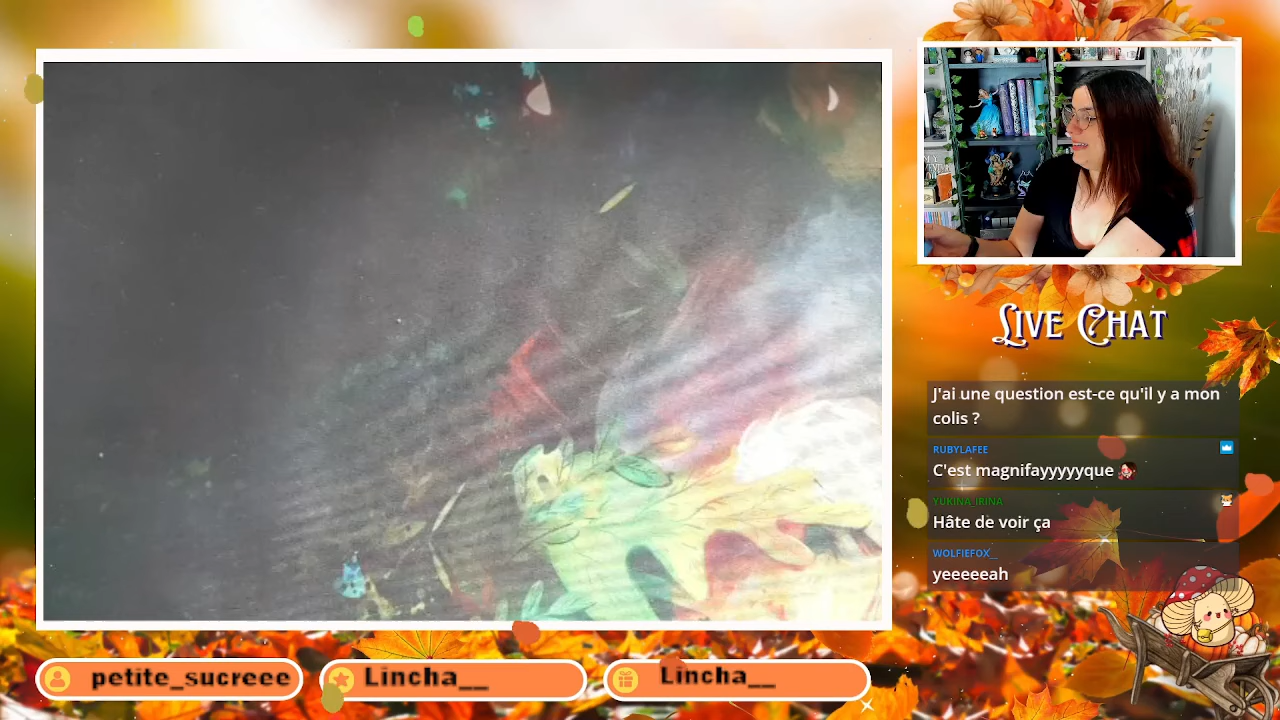 LIVE CHAT
J'ai une question est-ce qu'il y a mon
colis ?
RUBYLAFEE
C'est magnifayyyyyque
YUKINA_IRINA
Hâte de voir ça
WOLFIEFOX__
yeeeeeah
petite_sucreee
Lincha__
Lincha__